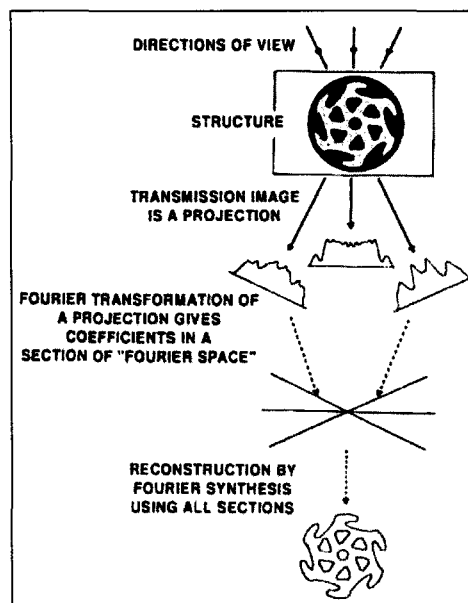 DIRECTIONS OF VIEW
STRUCTURE
TRANSMISSION IMAGE
IS A PROJECTION
FOURIER TRANSFORMATION OF
A PROJECTION GIVES
COEFFICIENTS IN A
SECTION OF "FOURIER SPACE"
RECONSTRUCTION BY
FOURIER SYNTHESIS
USING ALL SECTIONS